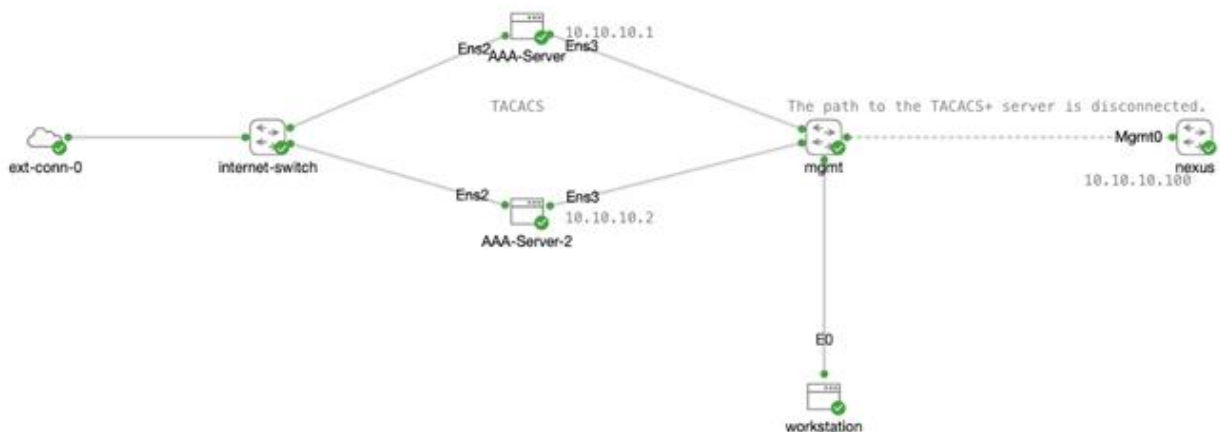 10.10.10.1
Ens2
Ens3
AAA-Server
TACACS
The path to the TACACS+ server is disconnected.
Mgmt0
ext-conn-0
internet-switch
mgmt
nexus
10.10.10.100
Ens2
Ens3
10.10.10.2
AAA-Server-2
E0
workstation